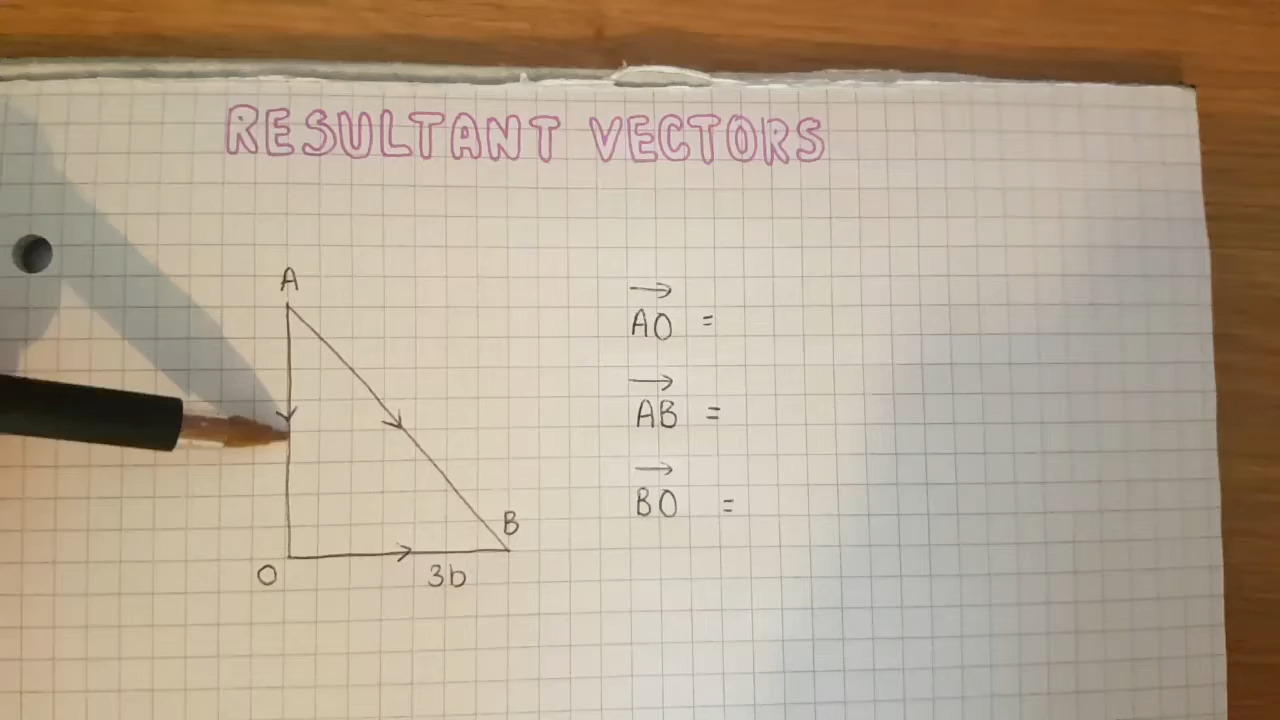 RESULTANT VECTORS
A
AO =
AB =
BO =
B
O
3b